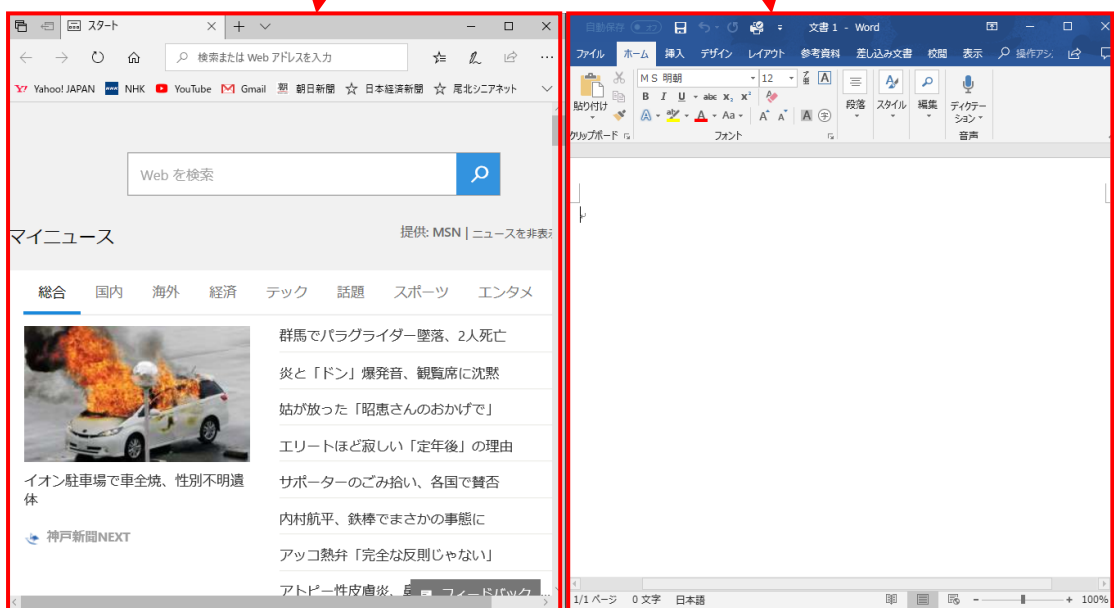 スタート
検索または Web アドレスを入力
Yahoo! JAPAN NHK YouTube Gmail 朝日新聞 日本経済新聞 尾北シニアネット
Web を検索
マイニュース
提供: MSN | ニュースを非表示
総合 国内 海外 経済 テック 話題 スポーツ エンタメ
イオン駐車場で車全焼、性別不明遺
体
神戸新聞NEXT
群馬でパラグライダー墜落、2人死亡
炎と「ドン」爆発音、観覧席に沈黙
姑が放った「昭恵さんのおかげで」
エリートほど寂しい「定年後」の理由
サポーターのごみ拾い、各国で賛否
内村航平、鉄棒でまさかの事態に
アッコ熱弁「完全な反則じゃない」
アトピー性皮膚炎、
フィードバック
自動保存 オフ 文書 1 - Word
ファイル ホーム 挿入 デザイン レイアウト 参考資料 差し込み文書 校閲 表示 操作アシ
貼り付け
クリップボード
ＭＳ 明朝 12
B I U abc X₂ X²
A Aa A A A 字
フォント
段落 スタイル 編集 ディクテー
ション
音声
1/1 ページ 0 文字 日本語 100%